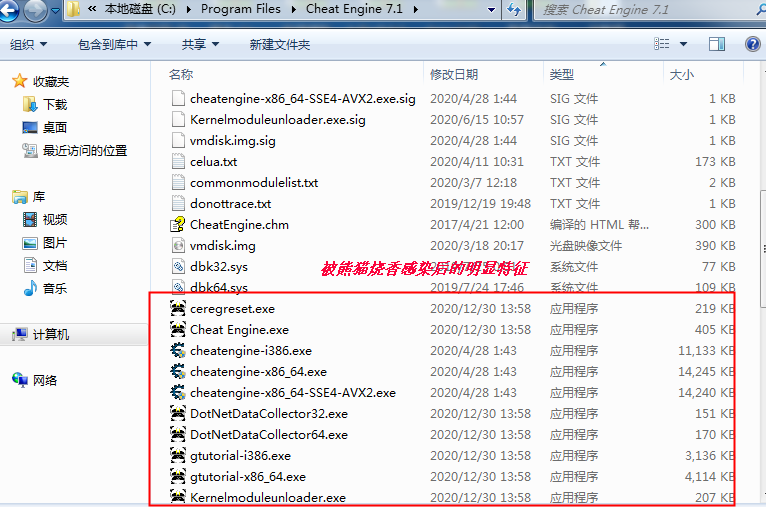 « 本地磁盘 (C:) ▸ Program Files ▸ Cheat Engine 7.1 ▸ 搜索 Cheat Engine 7.1
组织 包含到库中 共享 新建文件夹
收藏夹
下载
桌面
最近访问的位置
库
视频
图片
文档
音乐
计算机
网络
名称 修改日期 类型 大小
cheatengine-x86_64-SSE4-AVX2.exe.sig 2020/4/28 1:44 SIG 文件 1 KB
Kernelmoduleunloader.exe.sig 2020/6/15 10:57 SIG 文件 1 KB
vmdisk.img.sig 2020/4/28 1:44 SIG 文件 1 KB
celua.txt 2020/4/11 10:31 TXT 文件 173 KB
commonmodulelist.txt 2020/3/7 12:18 TXT 文件 2 KB
donottrace.txt 2019/12/19 19:48 TXT 文件 1 KB
CheatEngine.chm 2017/4/21 12:00 编译的 HTML 帮... 300 KB
vmdisk.img 2020/3/18 20:17 光盘映像文件 390 KB
dbk32.sys 系统文件 77 KB
被熊猫烧香感染后的明显特征
dbk64.sys 2019/7/24 17:46 系统文件 109 KB
ceregreset.exe 2020/12/30 13:58 应用程序 219 KB
Cheat Engine.exe 2020/12/30 13:58 应用程序 405 KB
cheatengine-i386.exe 2020/4/28 1:43 应用程序 11,133 KB
cheatengine-x86_64.exe 2020/4/28 1:43 应用程序 14,245 KB
cheatengine-x86_64-SSE4-AVX2.exe 2020/4/28 1:43 应用程序 14,240 KB
DotNetDataCollector32.exe 2020/12/30 13:58 应用程序 151 KB
DotNetDataCollector64.exe 2020/12/30 13:58 应用程序 170 KB
gtutorial-i386.exe 2020/12/30 13:58 应用程序 3,136 KB
gtutorial-x86_64.exe 2020/12/30 13:58 应用程序 4,114 KB
Kernelmoduleunloader.exe 2020/12/30 13:58 应用程序 207 KB